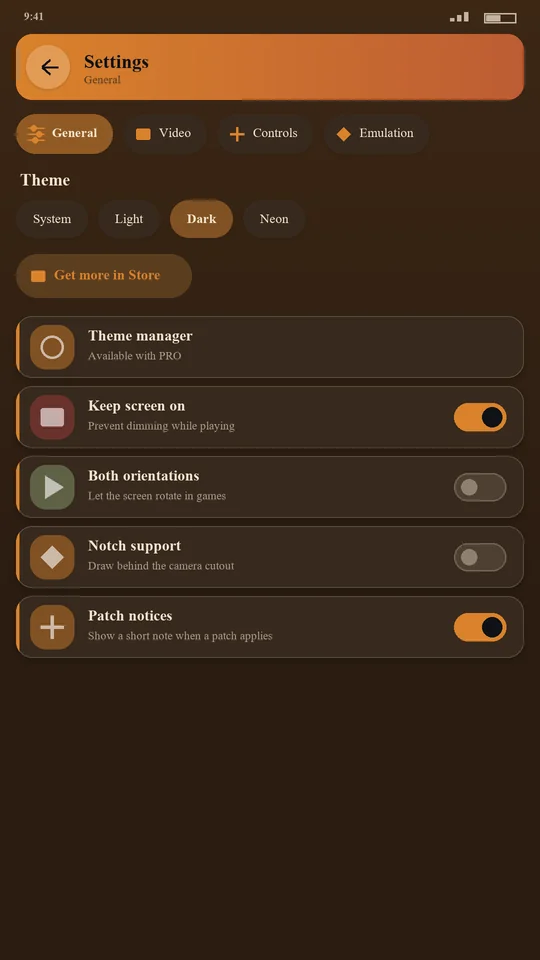 9:41
Settings
General
General
Video
Controls
Emulation
Theme
System
Light
Dark
Neon
Get more in Store
Theme manager
Available with PRO
Keep screen on
Prevent dimming while playing
Both orientations
Let the screen rotate in games
Notch support
Draw behind the camera cutout
Patch notices
Show a short note when a patch applies